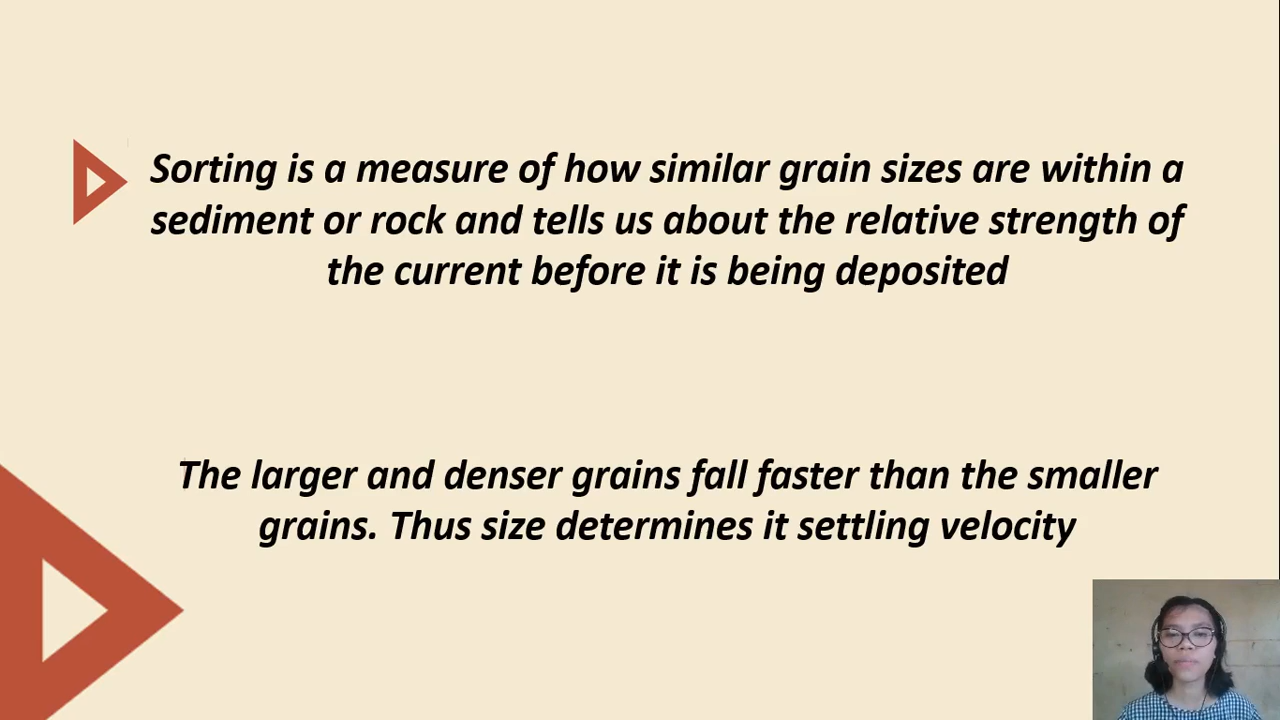 Sorting is a measure of how similar grain sizes are within a
sediment or rock and tells us about the relative strength of
the current before it is being deposited
The larger and denser grains fall faster than the smaller
grains. Thus size determines it settling velocity